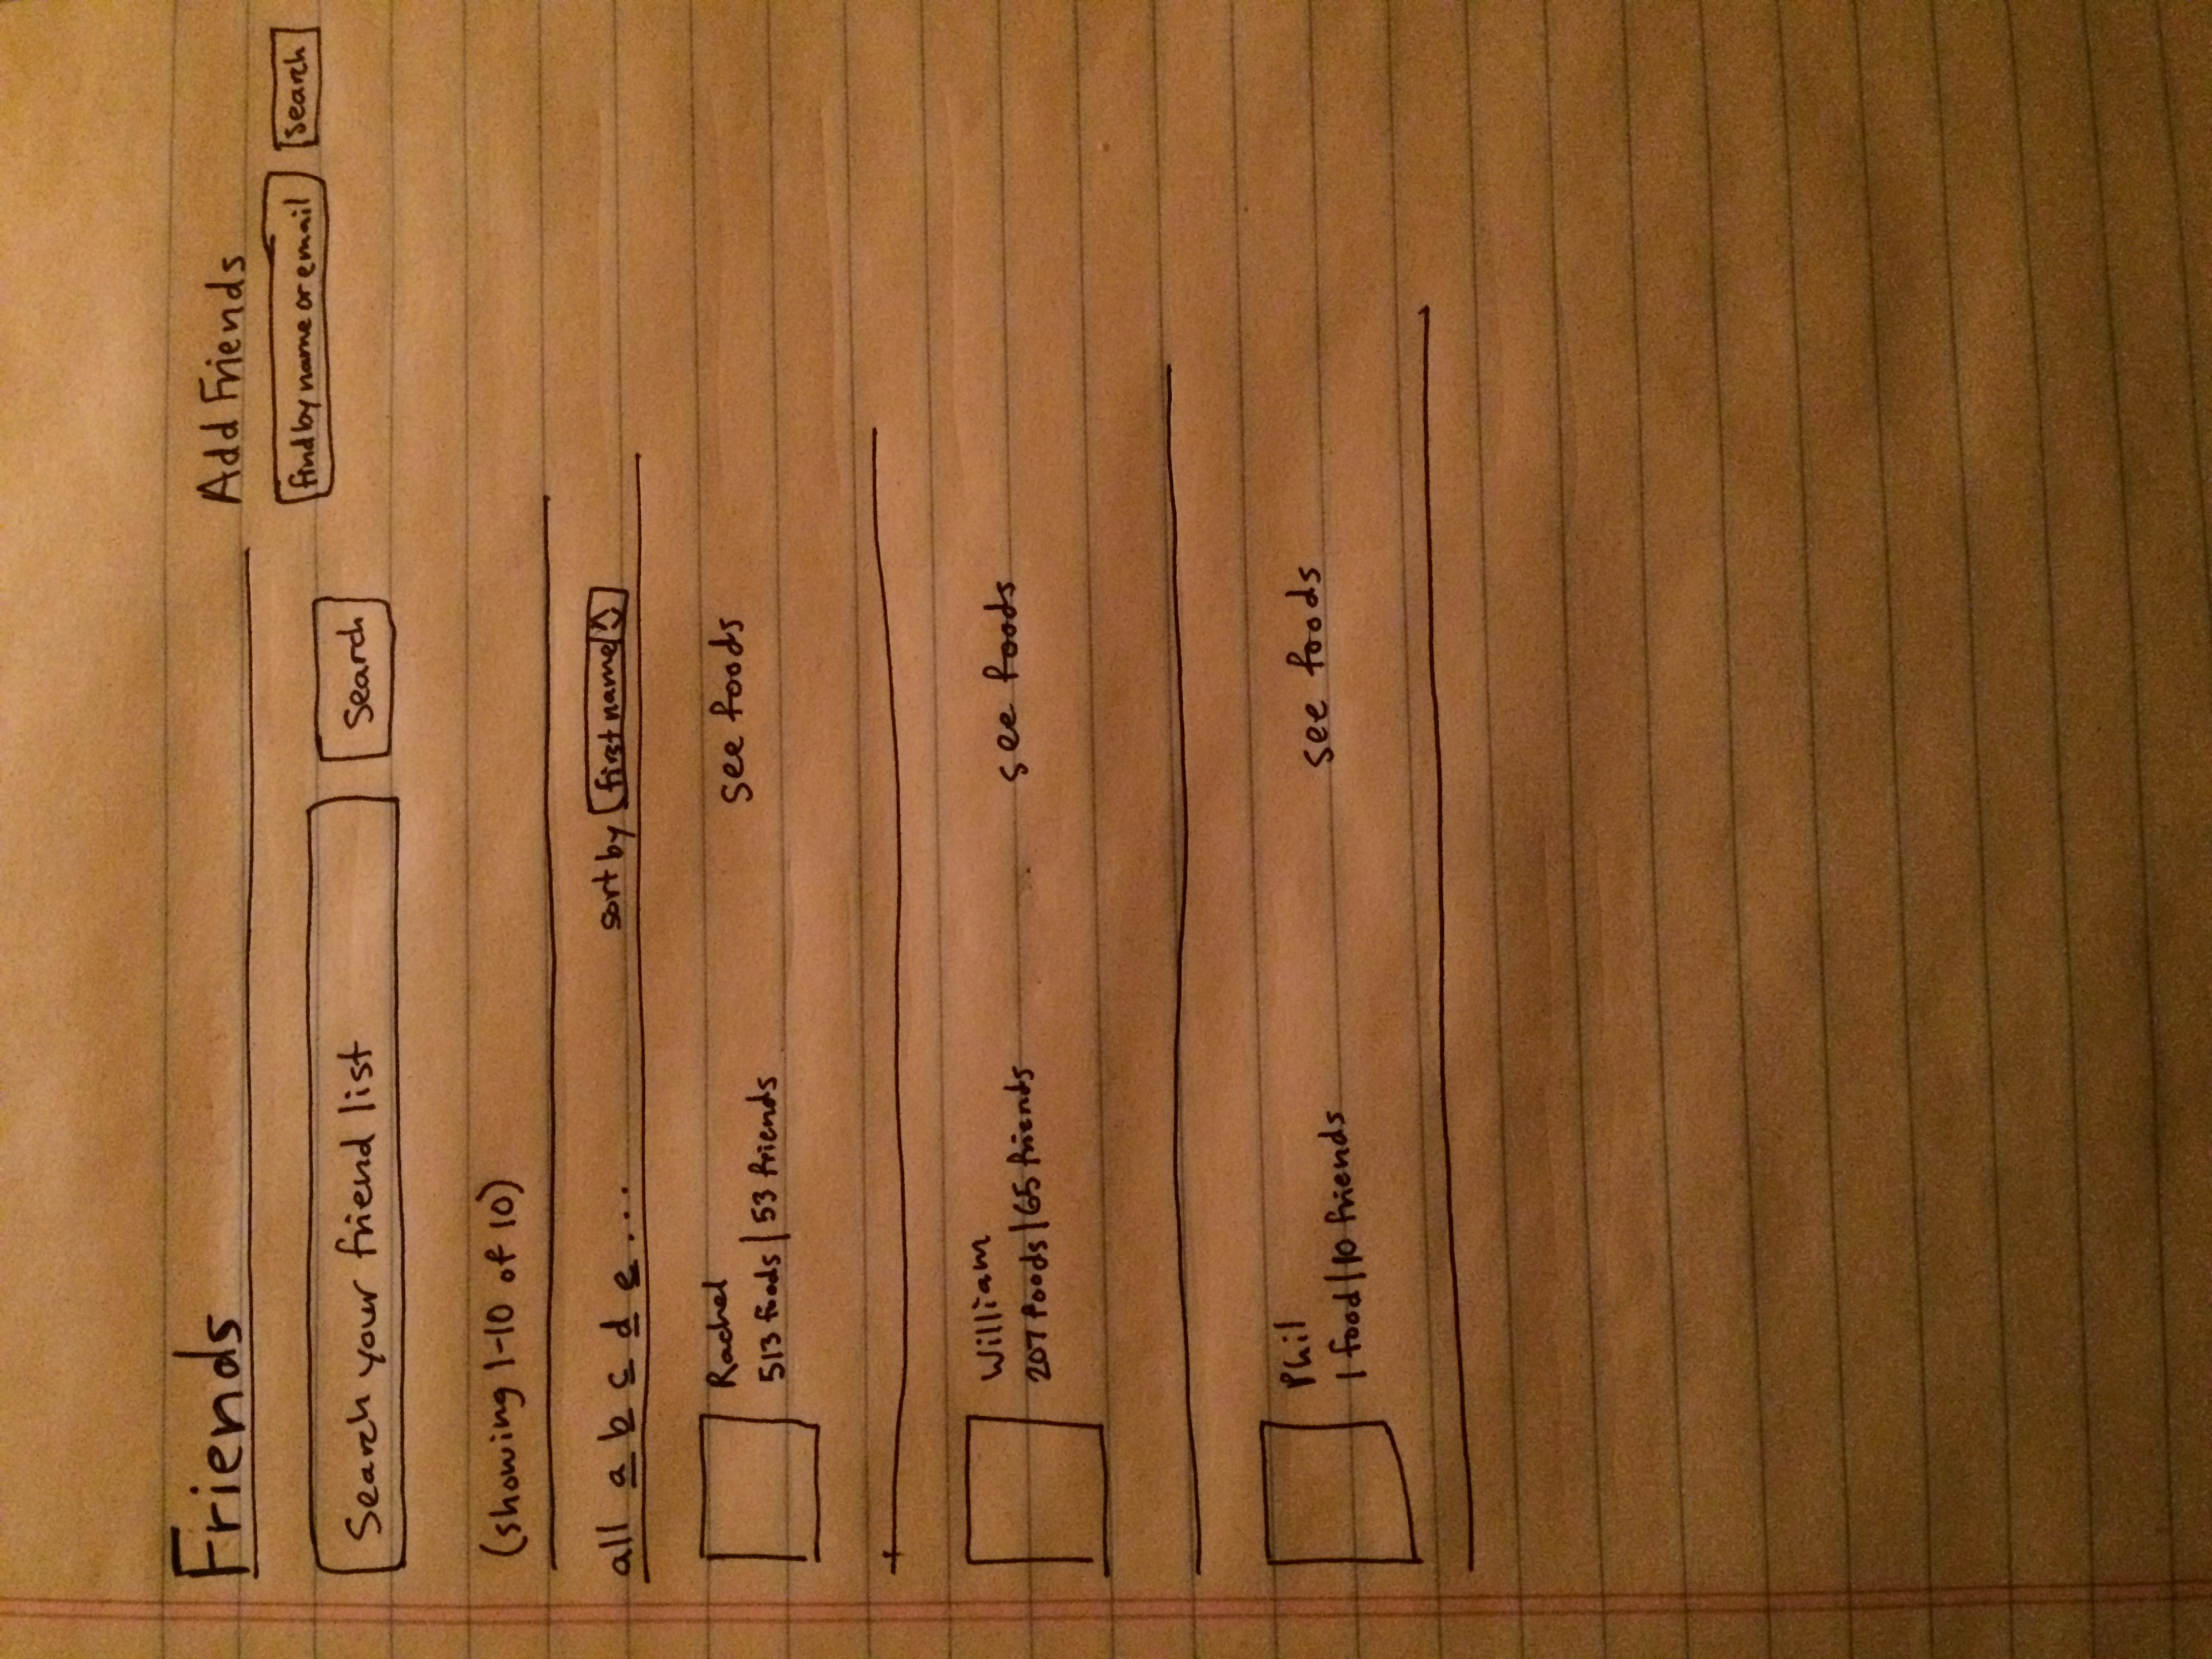 Friends
Add Friends
find by name or email Search
Search your friend list Search
(showing 1-10 of 10)
all a b c d e ... sort by first name
Rachel
513 foods | 53 friends
see foods
William
207 foods | 65 friends
see foods
Phil
1 food | 10 friends
see foods